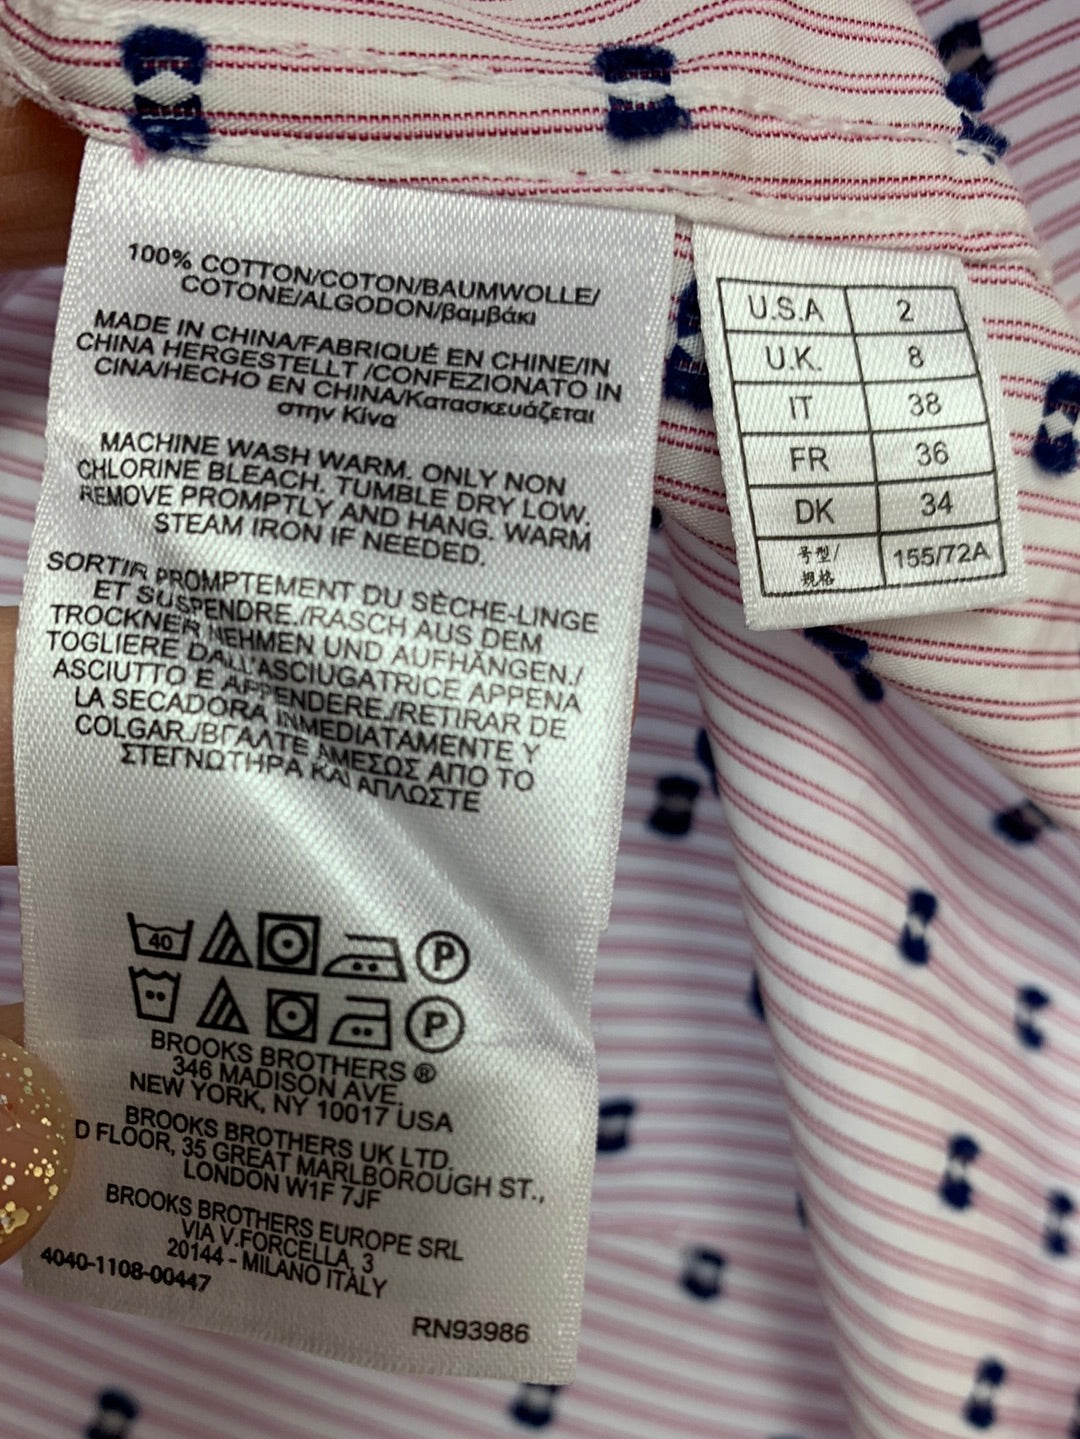 100% COTTON/COTON/BAUMWOLLE/
COTONE/ALGODON/βαμβάκι
MADE IN CHINA/FABRIQUÉ EN CHINE/IN
CHINA HERGESTELLT /CONFEZIONATO IN
CINA/HECHO EN CHINA/Κατασκευάζεται
στην Κίνα
MACHINE WASH WARM. ONLY NON
CHLORINE BLEACH. TUMBLE DRY LOW.
REMOVE PROMPTLY AND HANG. WARM
STEAM IRON IF NEEDED.
SORTIR PROMPTEMENT DU SÈCHE-LINGE
ET SUSPENDRE./RASCH AUS DEM
TROCKNER NEHMEN UND AUFHÄNGEN./
TOGLIERE DALL'ASCIUGATRICE APPENA
ASCIUTTO E APPENDERE./RETIRAR DE
LA SECADORA INMEDIATAMENTE Y
COLGAR./ΒΓΑΛΤΕ ΑΜΕΣΩΣ ΑΠΟ ΤΟ
ΣΤΕΓΝΩΤΗΡΑ ΚΑΙ ΑΠΛΩΣΤΕ
40 P
P
BROOKS BROTHERS ®
346 MADISON AVE.
NEW YORK, NY 10017 USA
BROOKS BROTHERS UK LTD.
D FLOOR, 35 GREAT MARLBOROUGH ST.,
LONDON W1F 7JF
BROOKS BROTHERS EUROPE SRL
VIA V.FORCELLA, 3
20144 - MILANO ITALY
4040-1108-00447
RN93986
U.S.A 2
U.K. 8
IT 38
FR 36
DK 34
号型/规格 155/72A